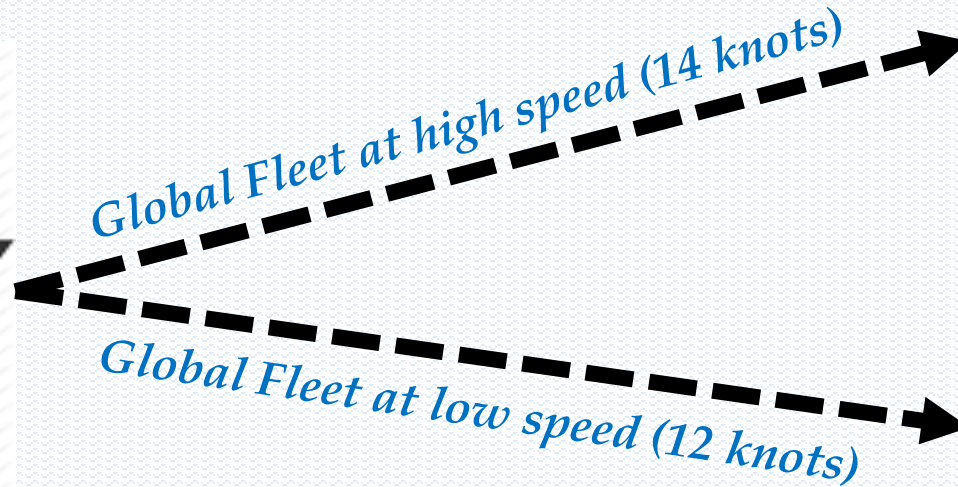 Global Fleet at high speed (14 knots)
Global Fleet at low speed (12 knots)